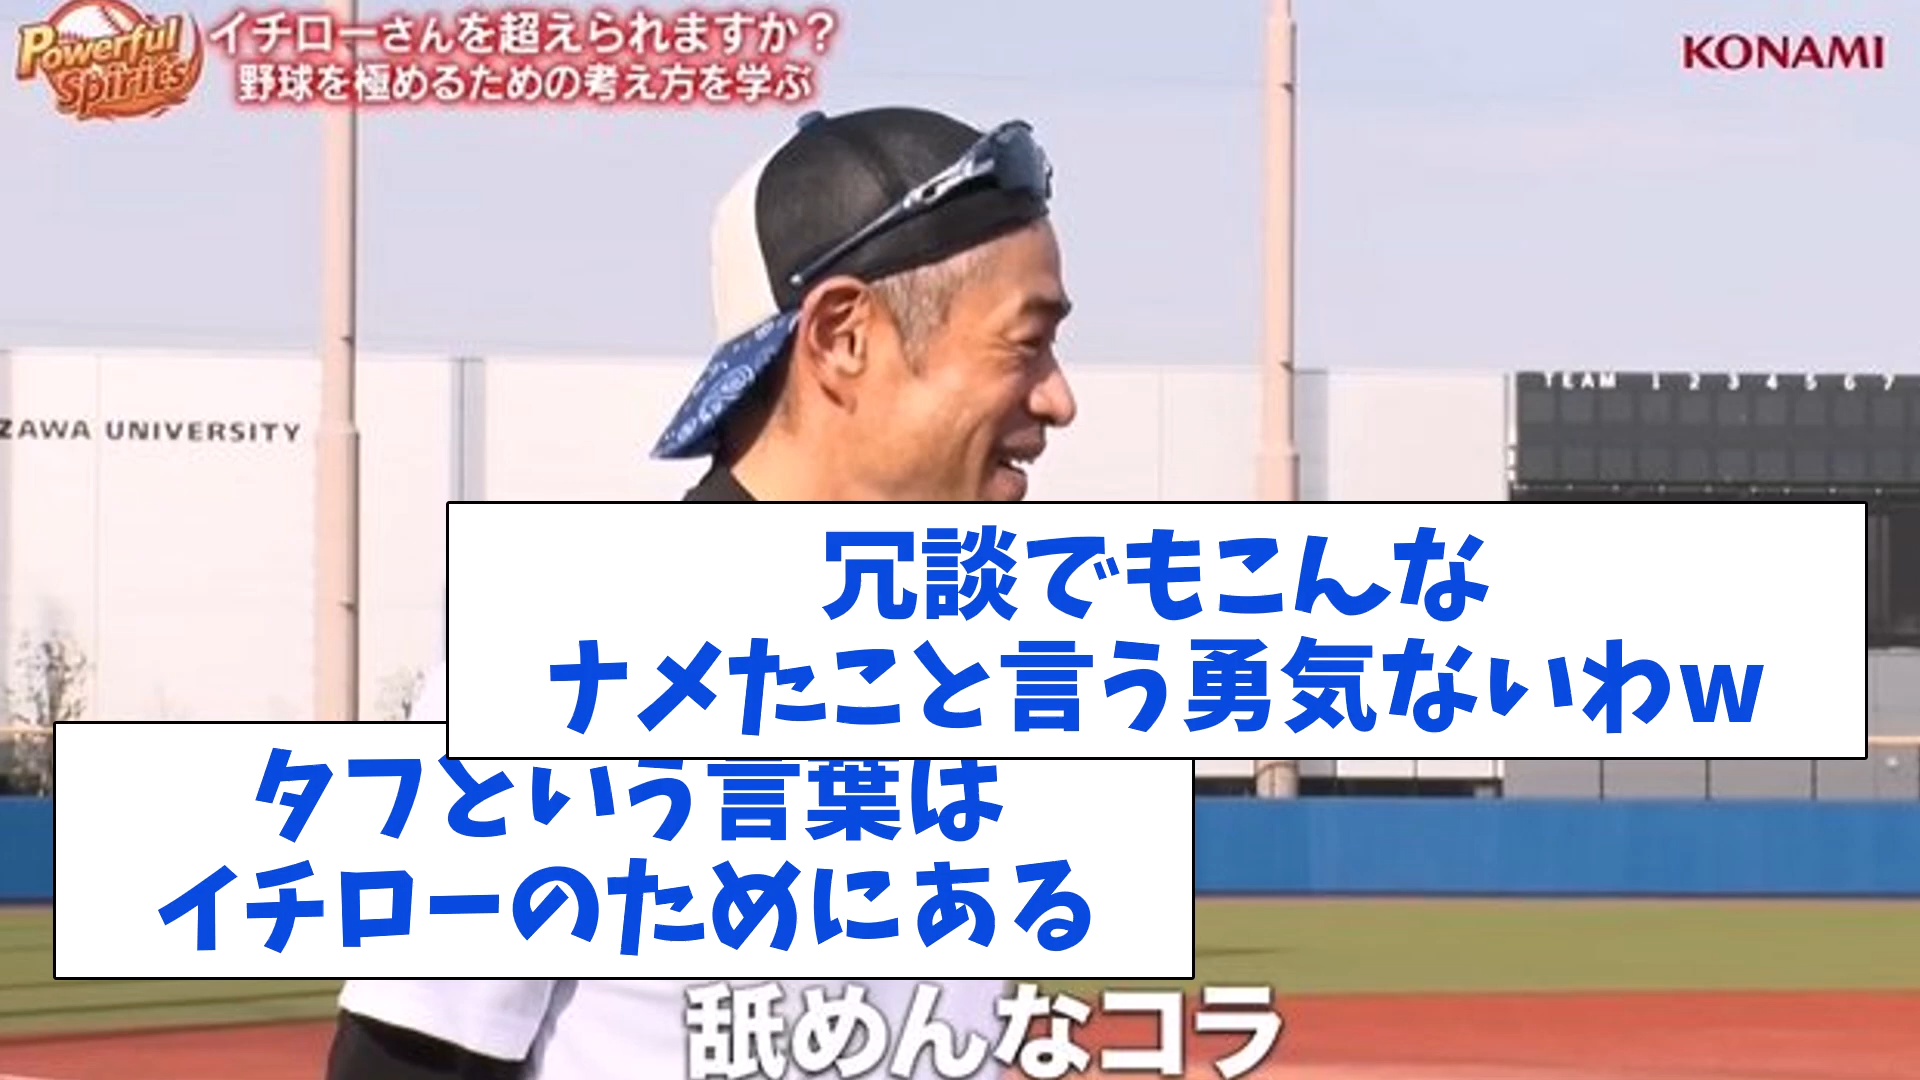 Powerful
Spirits
イチローさんを超えられますか？
野球を極めるための考え方を学ぶ
KONAMI
ZAWA UNIVERSITY
TEAM 1 2 3 4 5 6 7
冗談でもこんな
ナメたこと言う勇気ないわw
タフという言葉は
イチローのためにある
舐めんなコラ